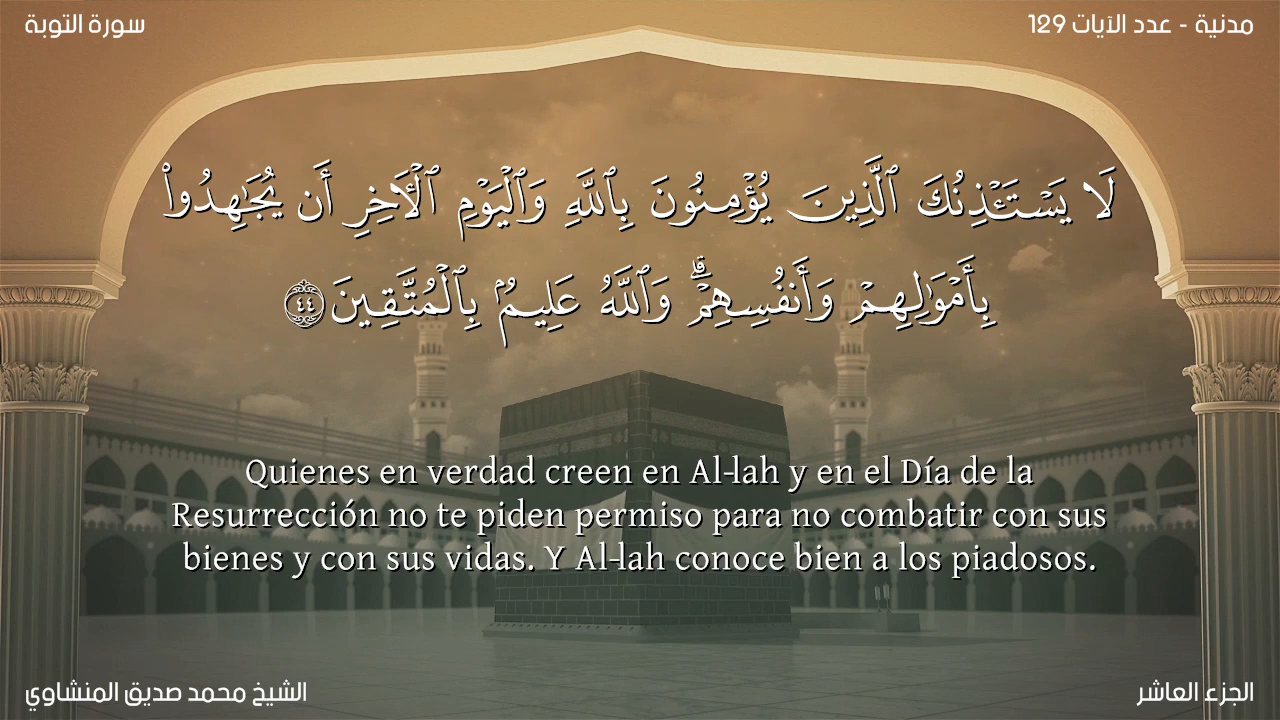 سورة التوبة
مدنية - عدد الآيات 129
لَا يَسْتَـْٔذِنُكَ ٱلَّذِينَ يُؤْمِنُونَ بِٱللَّهِ وَٱلْيَوْمِ ٱلْـَٔاخِرِ أَن يُجَـٰهِدُوا۟
بِأَمْوَٰلِهِمْ وَأَنفُسِهِمْ ۗ وَٱللَّهُ عَلِيمٌۢ بِٱلْمُتَّقِينَ ٤٤
Quienes en verdad creen en Al-lah y en el Día de la
Resurrección no te piden permiso para no combatir con sus
bienes y con sus vidas. Y Al-lah conoce bien a los piadosos.
الشيخ محمد صديق المنشاوي
الجزء العاشر